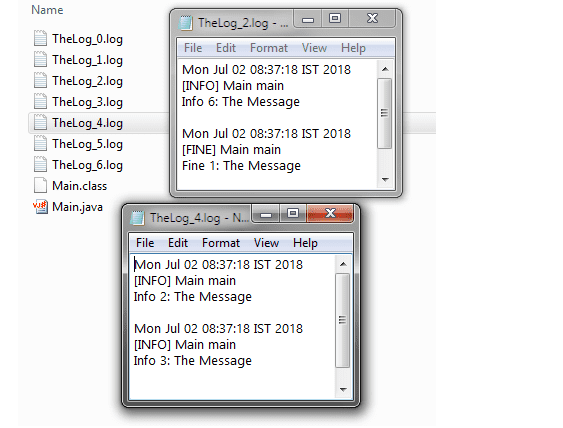 Name
TheLog_0.log
TheLog_1.log
TheLog_2.log
TheLog_3.log
TheLog_4.log
TheLog_5.log
TheLog_6.log
Main.class
Main.java
TheLog_2.log - ...
File Edit Format View Help
Mon Jul 02 08:37:18 IST 2018
[INFO] Main main
Info 6: The Message
Mon Jul 02 08:37:18 IST 2018
[FINE] Main main
Fine 1: The Message
TheLog_4.log - N...
File Edit Format View Help
Mon Jul 02 08:37:18 IST 2018
[INFO] Main main
Info 2: The Message
Mon Jul 02 08:37:18 IST 2018
[INFO] Main main
Info 3: The Message